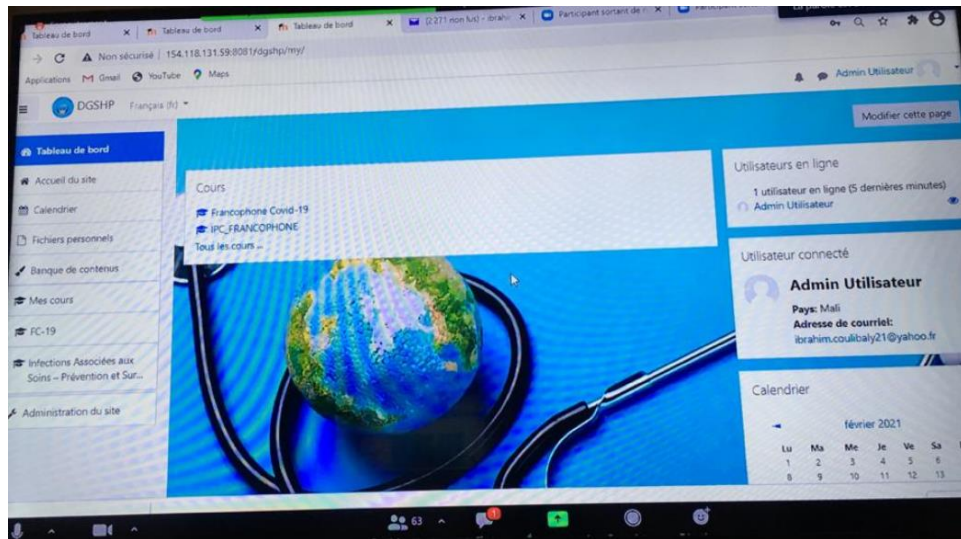 Tableau de bord
Tableau de bord
Tableau de bord
(2 271 non lus) - ibrahi
Participant sortant de
Non sécurisé | 154.118.131.59:8081/dgshp/my/
Applications Gmail YouTube Maps
Admin Utilisateur
DGSHP Français (fr)
Modifier cette page
Tableau de bord
Accueil du site
Calendrier
Fichiers personnels
Banque de contenus
Mes cours
FC-19
Infections Associées aux
Soins – Prévention et Sur...
Administration du site
Cours
Francophone Covid-19
IPC_FRANCOPHONE
Tous les cours ...
Utilisateurs en ligne
1 utilisateur en ligne (5 dernières minutes)
Admin Utilisateur
Utilisateur connecté
Admin Utilisateur
Pays: Mali
Adresse de courriel:
ibrahim.coulibaly21@yahoo.fr
Calendrier
février 2021
Lu Ma Me Je Ve Sa
1 2 3 4 5 6
8 9 10 11 12 13
63
1